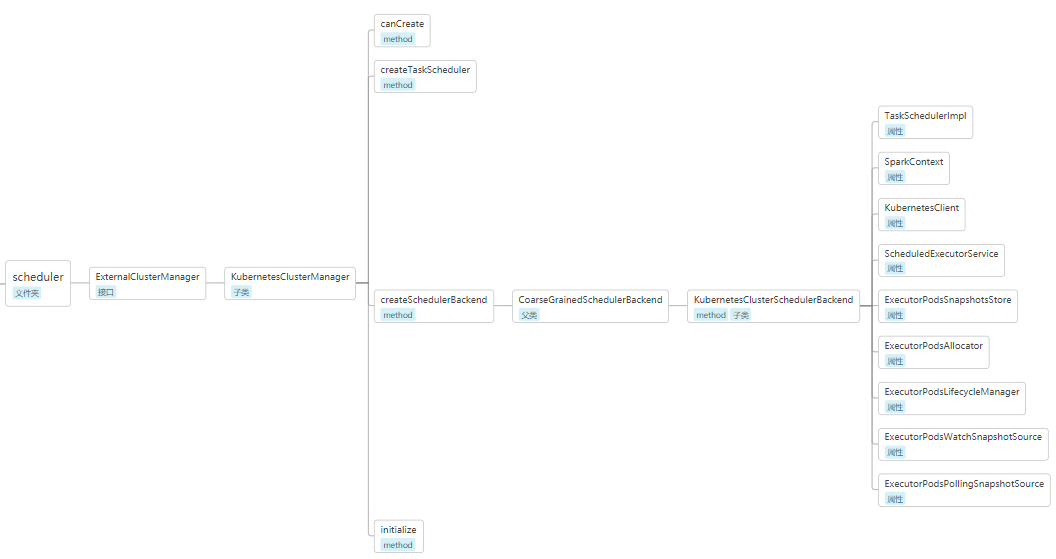 scheduler
文件夹
ExternalClusterManager
接口
KubernetesClusterManager
子类
canCreate
method
createTaskScheduler
method
createSchedulerBackend
method
CoarseGrainedSchedulerBackend
父类
KubernetesClusterSchedulerBackend
method 子类
TaskSchedulerImpl
属性
SparkContext
属性
KubernetesClient
属性
ScheduledExecutorService
属性
ExecutorPodsSnapshotsStore
属性
ExecutorPodsAllocator
属性
ExecutorPodsLifecycleManager
属性
ExecutorPodsWatchSnapshotSource
属性
ExecutorPodsPollingSnapshotSource
属性
initialize
method